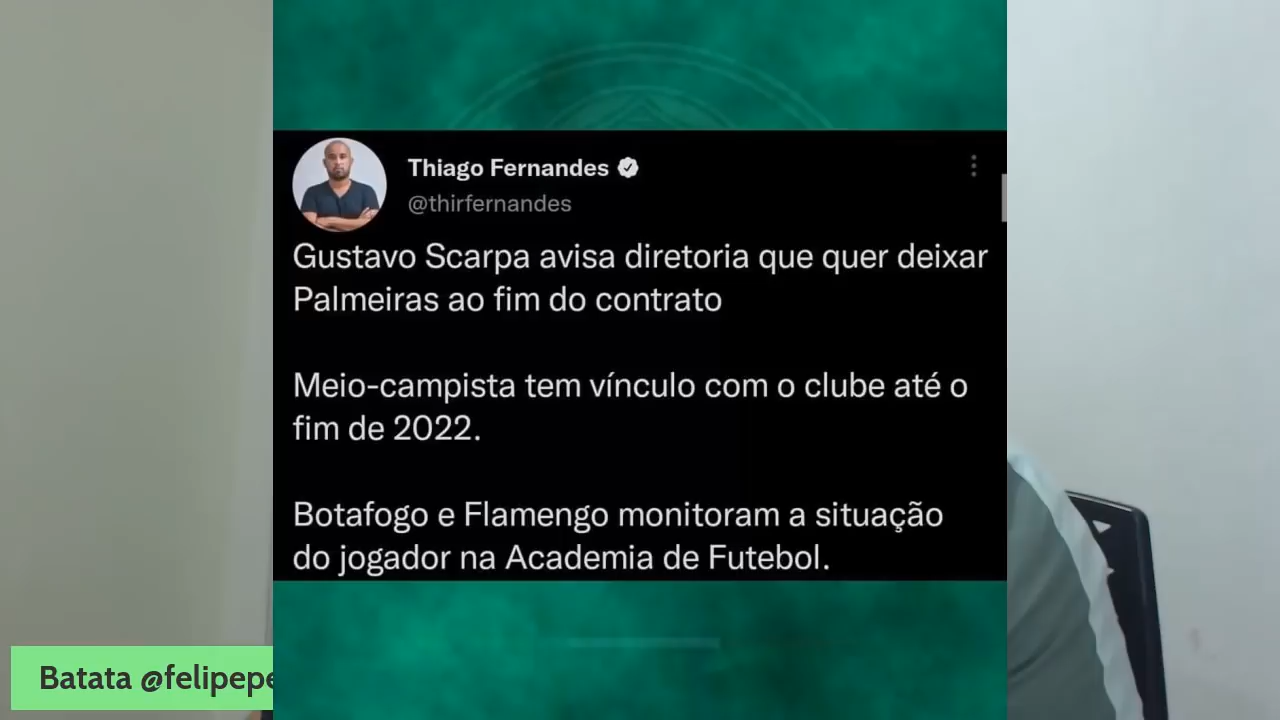 Thiago Fernandes
@thirfernandes
Gustavo Scarpa avisa diretoria que quer deixar
Palmeiras ao fim do contrato
Meio-campista tem vínculo com o clube até o
fim de 2022.
Botafogo e Flamengo monitoram a situação
do jogador na Academia de Futebol.
Batata @felipepe